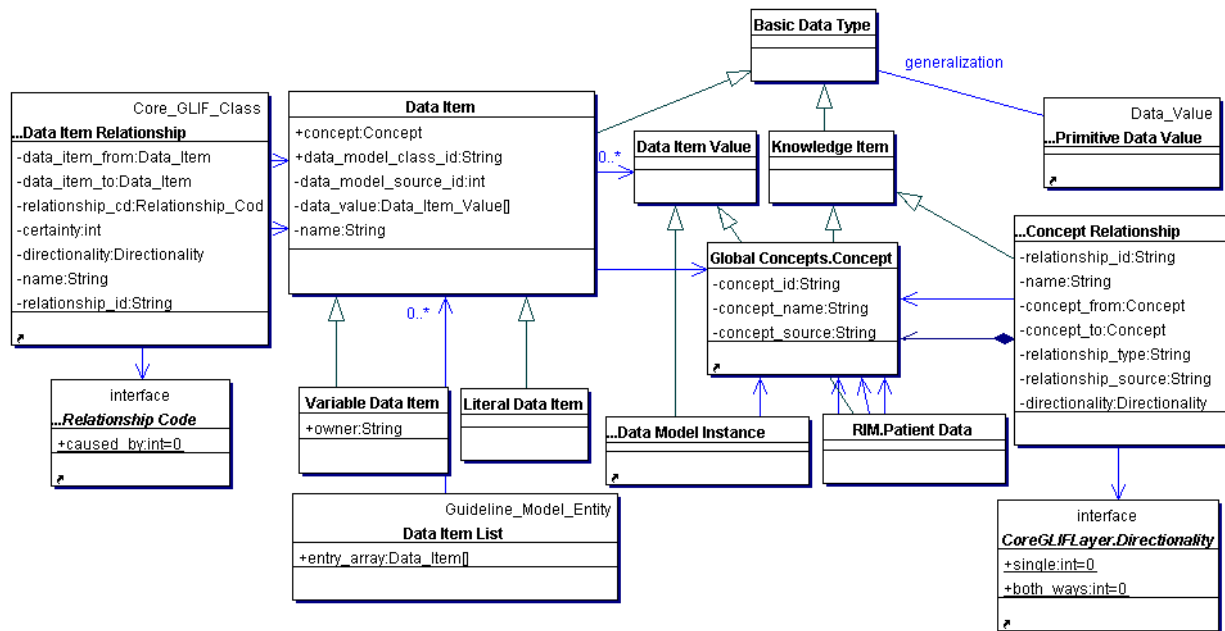 Basic Data Type
generalization
Core_GLIF_Class
...Data Item Relationship
-data_item_from:Data_Item
-data_item_to:Data_Item
-relationship_cd:Relationship_Cod
-certainty:int
-directionality:Directionality
-name:String
-relationship_id:String
Data Item
+concept:Concept
+data_model_class_id:String
-data_model_source_id:int
-data_value:Data_Item_Value[]
-name:String
0..*
Data Item Value
Knowledge Item
Data_Value
...Primitive Data Value
Global Concepts.Concept
-concept_id:String
-concept_name:String
-concept_source:String
...Concept Relationship
-relationship_id:String
-name:String
-concept_from:Concept
-concept_to:Concept
-relationship_type:String
-relationship_source:String
-directionality:Directionality
0..*
interface
...Relationship Code
+caused_by:int=0
Variable Data Item
+owner:String
Literal Data Item
...Data Model Instance
RIM.Patient Data
Guideline_Model_Entity
Data Item List
+entry_array:Data_Item[]
interface
CoreGLIFLayer.Directionality
+single:int=0
+both_ways:int=0